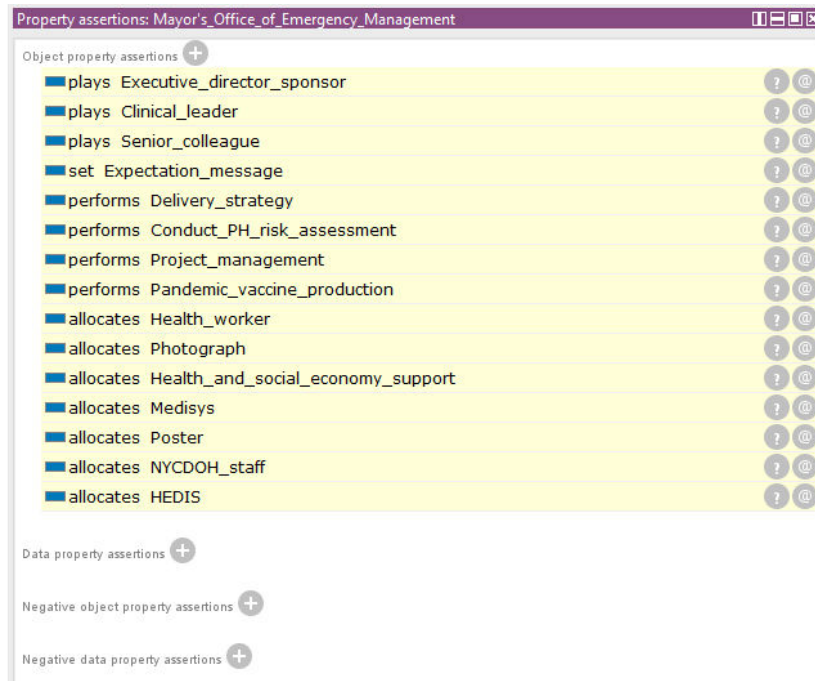 Property assertions: Mayor's_Office_of_Emergency_Management
Object property assertions
plays Executive_director_sponsor
plays Clinical_leader
plays Senior_colleague
set Expectation_message
performs Delivery_strategy
performs Conduct_PH_risk_assessment
performs Project_management
performs Pandemic_vaccine_production
allocates Health_worker
allocates Photograph
allocates Health_and_social_economy_support
allocates Medisys
allocates Poster
allocates NYCDOH_staff
allocates HEDIS
Data property assertions
Negative object property assertions
Negative data property assertions